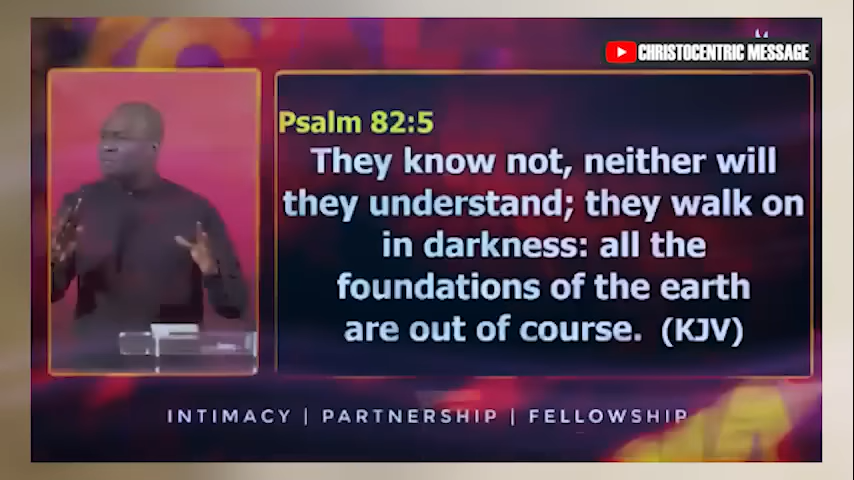 CHRISTOCENTRIC MESSAGE
Psalm 82:5
They know not, neither will
they understand; they walk on
in darkness: all the
foundations of the earth
are out of course. (KJV)
INTIMACY | PARTNERSHIP | FELLOWSHIP